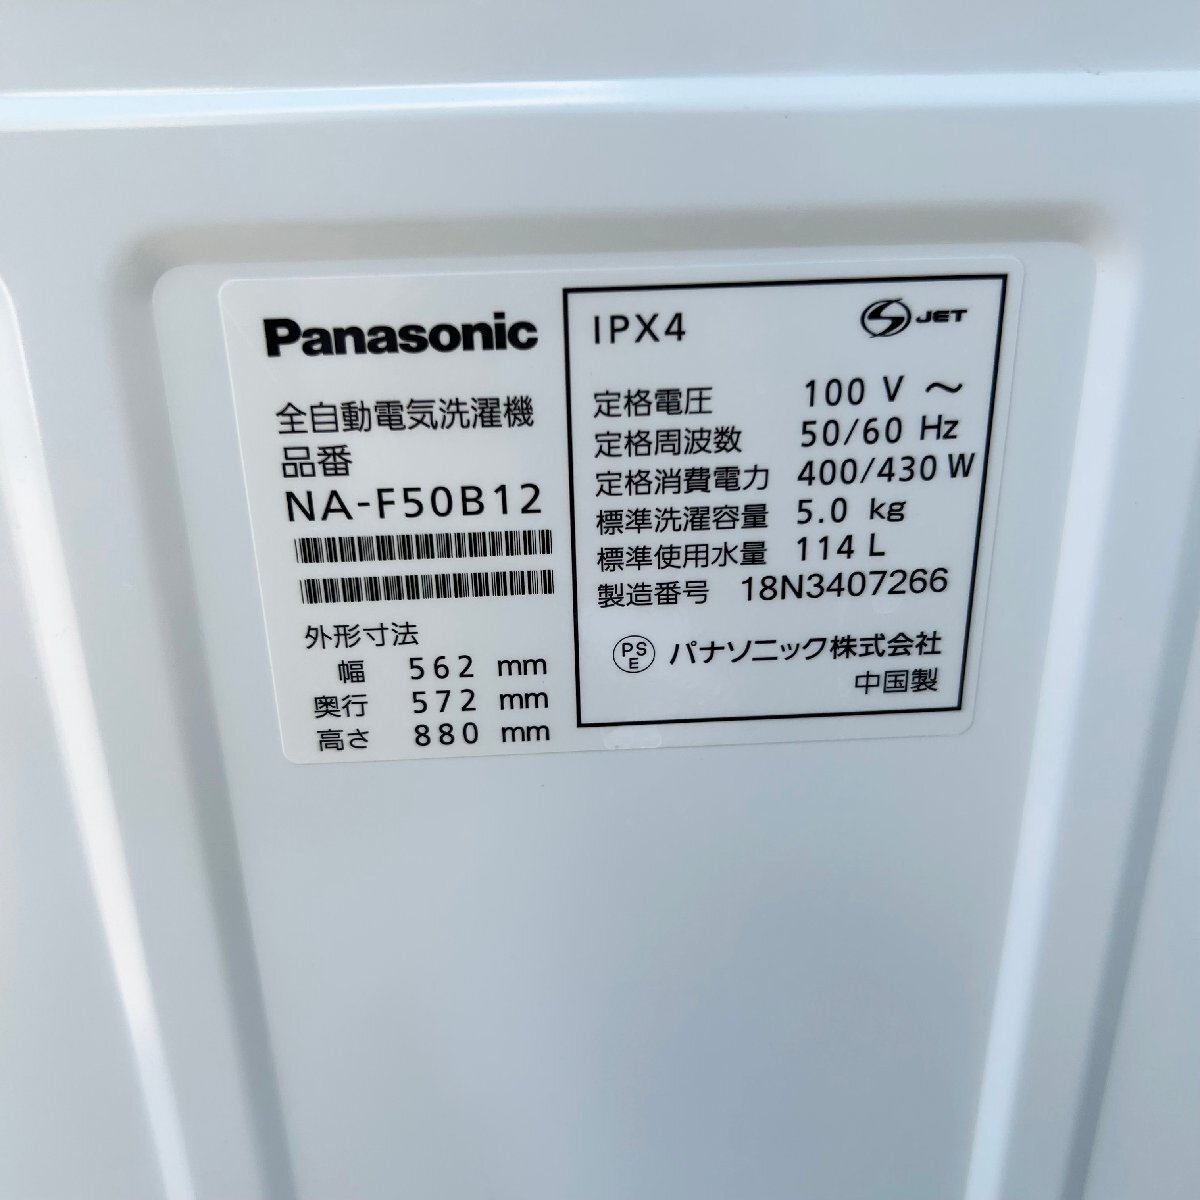 Panasonic
全自動電気洗濯機
品番
NA-F50B12
外形寸法
幅 562 mm
奥行 572 mm
高さ 880 mm
IPX4
S JET
定格電圧 100 V ～
定格周波数 50/60 Hz
定格消費電力 400/430 W
標準洗濯容量 5.0 kg
標準使用水量 114 L
製造番号 18N3407266
PS E パナソニック株式会社
中国製